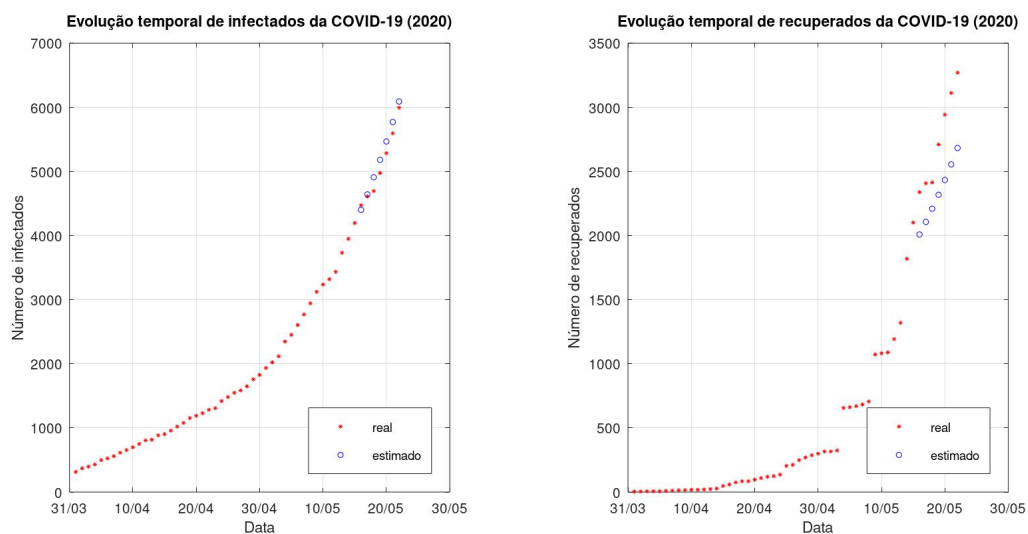 Evolução temporal de infectados da COVID-19 (2020)
Número de infectados
7000
6000
5000
4000
3000
2000
1000
0
31/03 10/04 20/04 30/04 10/05 20/05 30/05
Data
real
estimado
Evolução temporal de recuperados da COVID-19 (2020)
Número de recuperados
3500
3000
2500
2000
1500
1000
500
0
31/03 10/04 20/04 30/04 10/05 20/05 30/05
Data
real
estimado